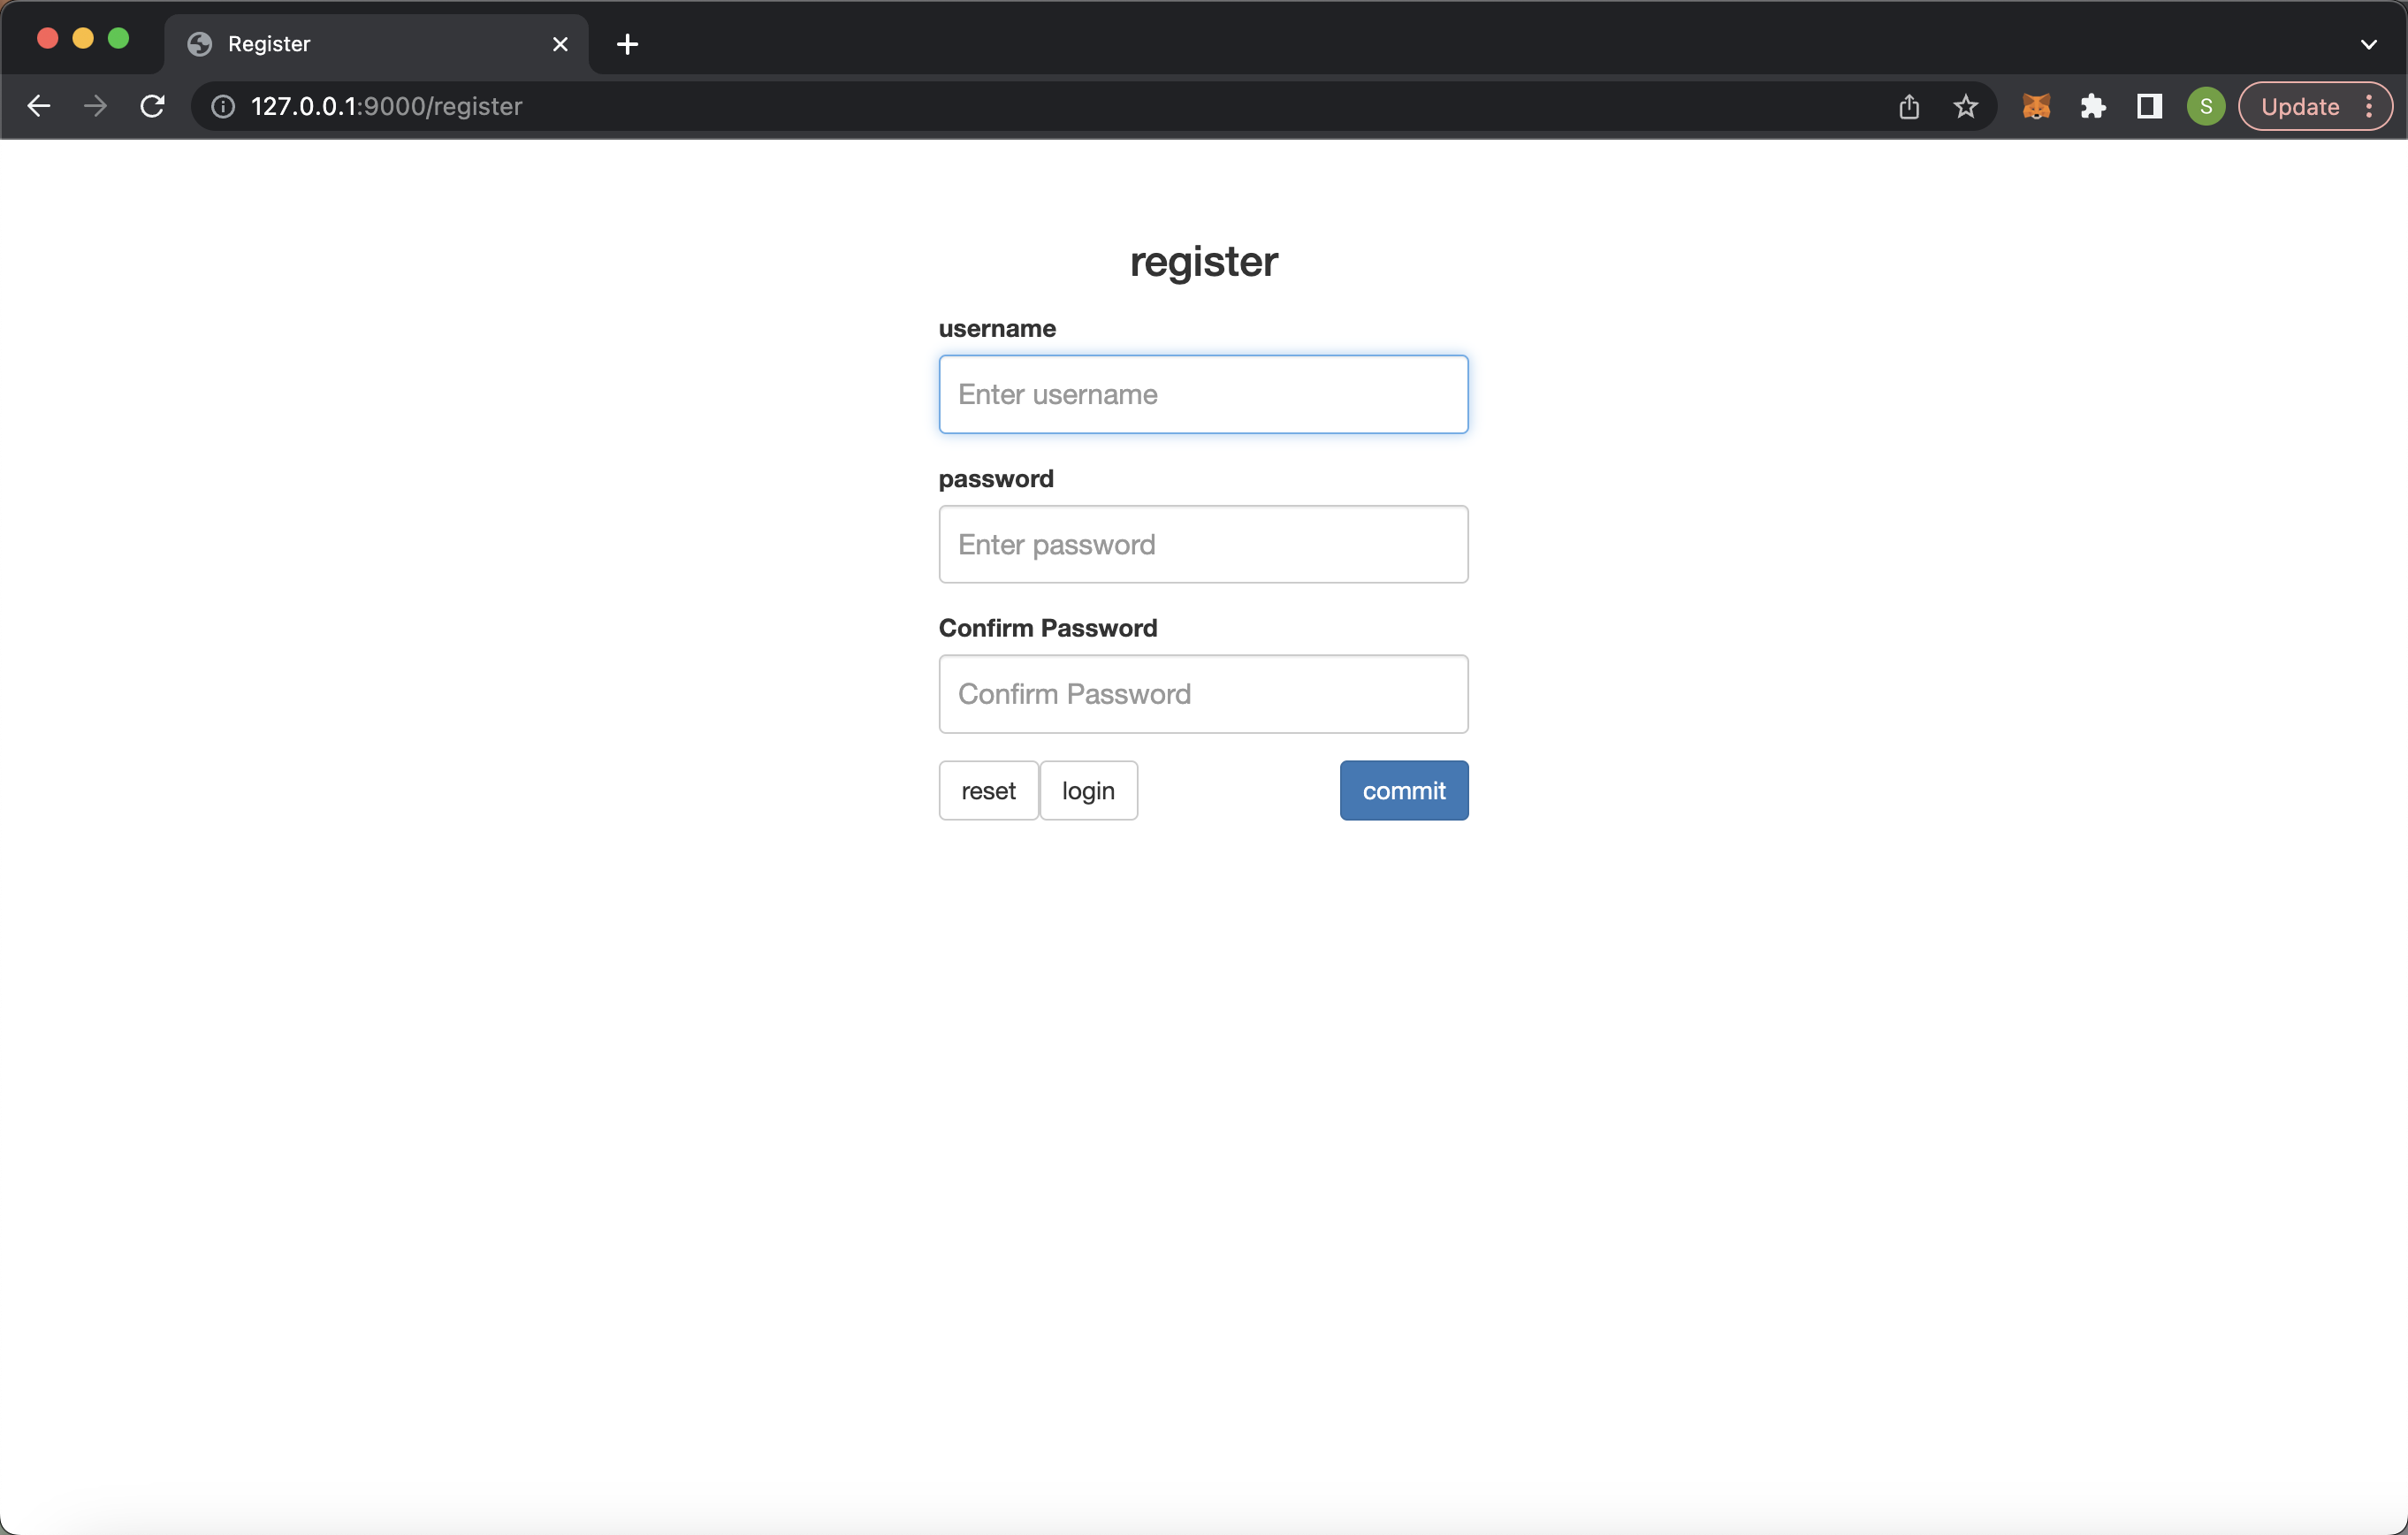 Register
127.0.0.1:9000/register
S
Update
register
username
Enter username
password
Enter password
Confirm Password
Confirm Password
reset login commit